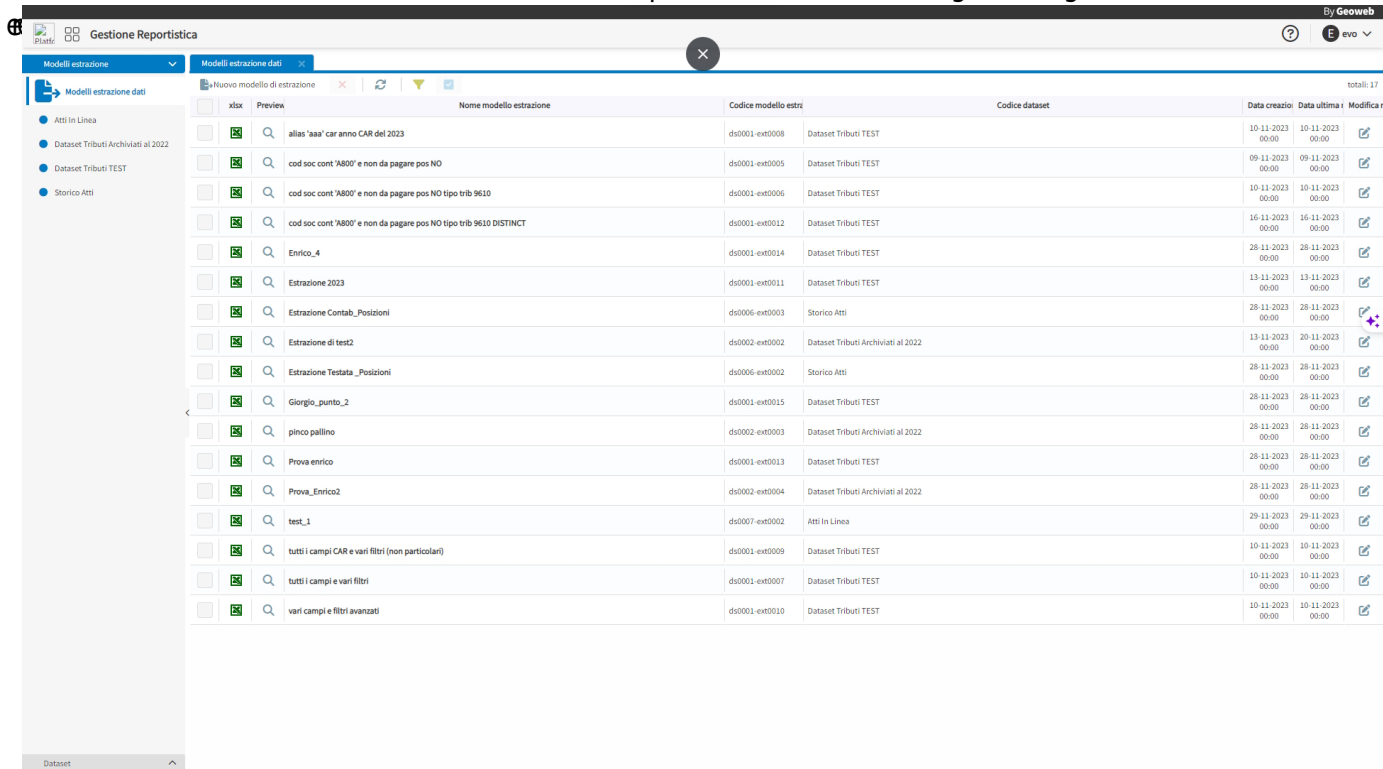 By Geoweb
Platfo
Gestione Reportistica
E evo
Modelli estrazione
Modelli estrazione dati
Modelli estrazione dati
Nuovo modello di estrazione
totali: 17
xlsx Preview Nome modello estrazione Codice modello estra Codice dataset Data creazio Data ultima Modifica
Atti In Linea
Dataset Tributi Archiviati al 2022
Dataset Tributi TEST
Storico Atti
alias 'aaa' car anno CAR del 2023 ds0001-ext0008 Dataset Tributi TEST 10-11-2023 10-11-2023
00:00 00:00
cod soc cont 'A800' e non da pagare pos NO ds0001-ext0005 Dataset Tributi TEST 09-11-2023 09-11-2023
00:00 00:00
cod soc cont 'A800' e non da pagare pos NO tipo trib 9610 ds0001-ext0006 Dataset Tributi TEST 10-11-2023 10-11-2023
00:00 00:00
cod soc cont 'A800' e non da pagare pos NO tipo trib 9610 DISTINCT ds0001-ext0012 Dataset Tributi TEST 16-11-2023 16-11-2023
00:00 00:00
Enrico_4 ds0001-ext0014 Dataset Tributi TEST 28-11-2023 28-11-2023
00:00 00:00
Estrazione 2023 ds0001-ext0011 Dataset Tributi TEST 13-11-2023 13-11-2023
00:00 00:00
Estrazione Contab_Posizioni ds0006-ext0003 Storico Atti 28-11-2023 28-11-2023
00:00 00:00
Estrazione di test2 ds0002-ext0002 Dataset Tributi Archiviati al 2022 13-11-2023 20-11-2023
00:00 00:00
Estrazione Testata _Posizioni ds0006-ext0002 Storico Atti 28-11-2023 28-11-2023
00:00 00:00
Giorgio_punto_2 ds0001-ext0015 Dataset Tributi TEST 28-11-2023 28-11-2023
00:00 00:00
pinco pallino ds0002-ext0003 Dataset Tributi Archiviati al 2022 28-11-2023 28-11-2023
00:00 00:00
Prova enrico ds0001-ext0013 Dataset Tributi TEST 28-11-2023 28-11-2023
00:00 00:00
Prova_Enrico2 ds0002-ext0004 Dataset Tributi Archiviati al 2022 28-11-2023 28-11-2023
00:00 00:00
test_1 ds0007-ext0002 Atti In Linea 29-11-2023 29-11-2023
00:00 00:00
tutti i campi CAR e vari filtri (non particolari) ds0001-ext0009 Dataset Tributi TEST 10-11-2023 10-11-2023
00:00 00:00
tutti i campi e vari filtri ds0001-ext0007 Dataset Tributi TEST 10-11-2023 10-11-2023
00:00 00:00
vari campi e filtri avanzati ds0001-ext0010 Dataset Tributi TEST 10-11-2023 10-11-2023
00:00 00:00
Dataset